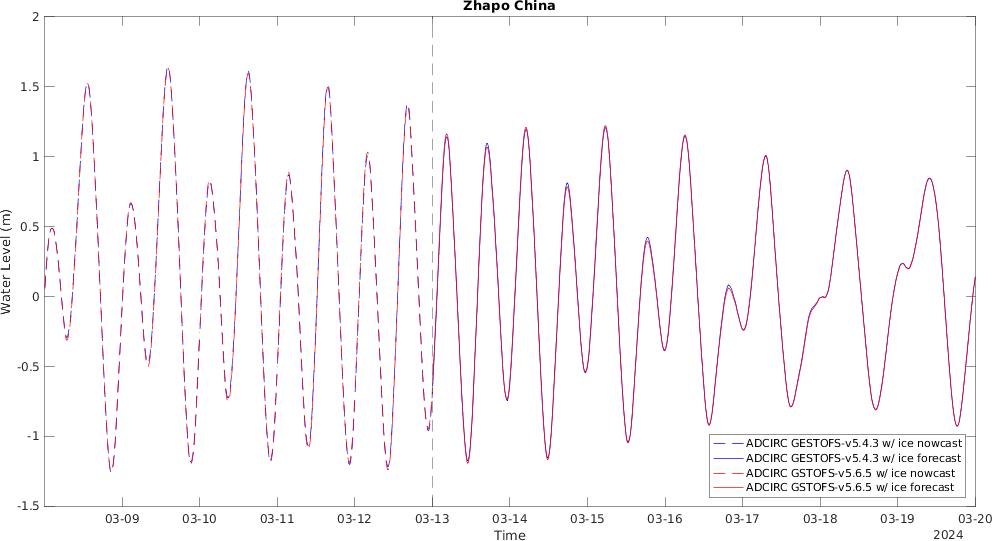 Zhapo China
Water Level (m)
2
1.5
1
0.5
0
-0.5
-1
-1.5
03-09 03-10 03-11 03-12 03-13 03-14 03-15 03-16 03-17 03-18 03-19 03-20
Time
2024
ADCIRC GESTOFS-v5.4.3 w/ ice nowcast
ADCIRC GESTOFS-v5.4.3 w/ ice forecast
ADCIRC GSTOFS-v5.6.5 w/ ice nowcast
ADCIRC GSTOFS-v5.6.5 w/ ice forecast